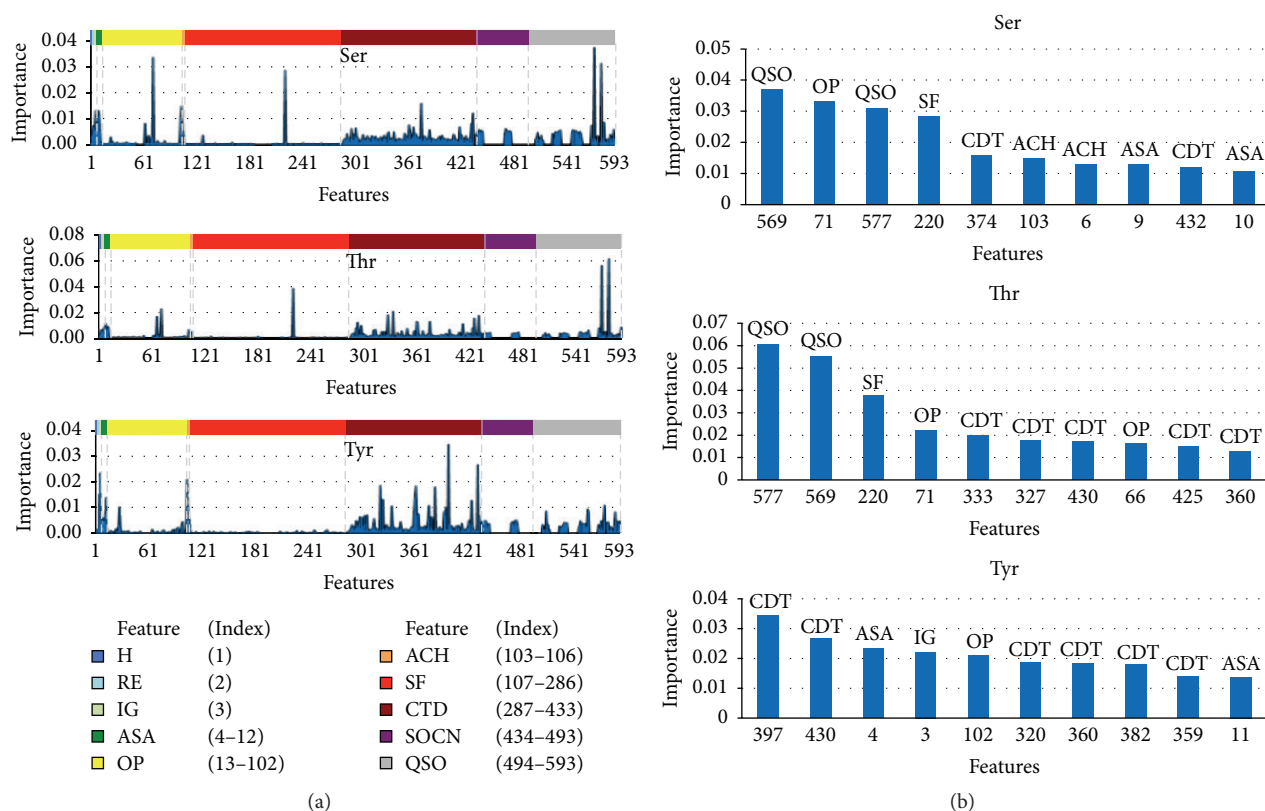 Importance
0.04
0.03
0.02
0.01
0.00
Ser
1 61 121 181 241 301 361 421 481 541 593
Features
Importance
0.08
0.06
0.04
0.02
0.00
Thr
1 61 121 181 241 301 361 421 481 541 593
Features
Importance
0.04
0.03
0.02
0.01
0.00
Tyr
1 61 121 181 241 301 361 421 481 541 593
Features
Feature (Index)
H (1)
RE (2)
IG (3)
ASA (4–12)
OP (13–102)
Feature (Index)
ACH (103–106)
SF (107–286)
CTD (287–433)
SOCN (434–493)
QSO (494–593)
(a)
Ser
Importance
0.05
0.04
0.03
0.02
0.01
0
QSO OP QSO SF CDT ACH ACH ASA CDT ASA
569 71 577 220 374 103 6 9 432 10
Features
Thr
Importance
0.07
0.06
0.05
0.04
0.03
0.02
0.01
0
QSO QSO SF OP CDT CDT CDT OP CDT CDT
577 569 220 71 333 327 430 66 425 360
Features
Tyr
Importance
0.04
0.03
0.02
0.01
0
CDT CDT ASA IG OP CDT CDT CDT CDT ASA
397 430 4 3 102 320 360 382 359 11
Features
(b)